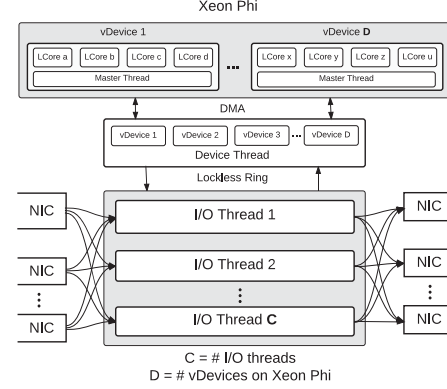 Xeon Phi
vDevice 1
vDevice D
LCore a LCore b LCore c LCore d
LCore x LCore y LCore z LCore u
Master Thread
...
Master Thread
DMA
vDevice 1 vDevice 2 vDevice 3 ... vDevice D
Device Thread
Lockless Ring
NIC
I/O Thread 1
NIC
NIC
I/O Thread 2
NIC
NIC
I/O Thread C
NIC
C = # I/O threads
D = # vDevices on Xeon Phi